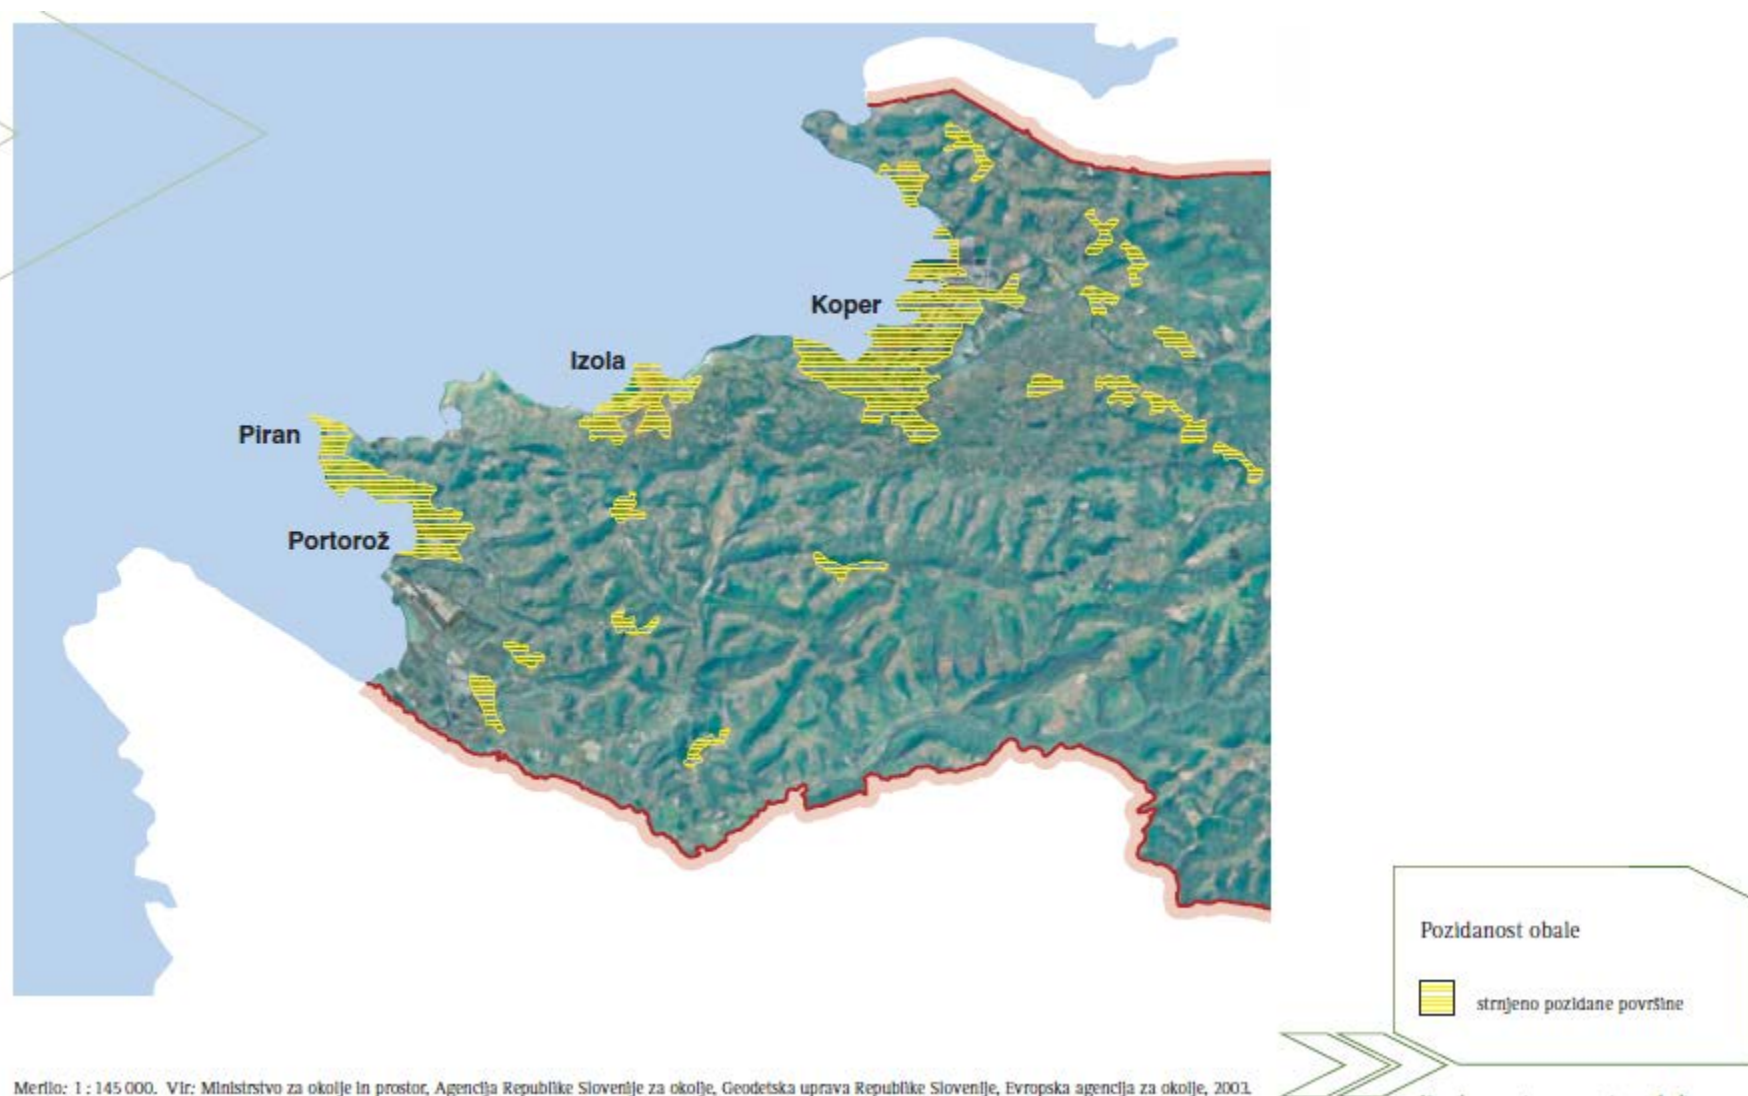 Koper
Izola
Piran
Portorož
Pozidanost obale
strnjeno pozidane površine
Merilo: 1 : 145 000. Vir: Ministrstvo za okolje in prostor, Agencija Republike Slovenije za okolje, Geodetska uprava Republike Slovenije, Evropska agencija za okolje, 2003.